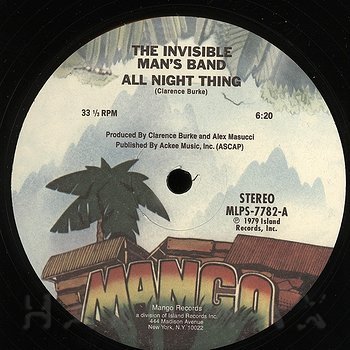 THE INVISIBLE
MAN'S BAND
ALL NIGHT THING
(Clarence Burke)
33 ⅓ RPM
6:20
Produced By Clarence Burke and Alex Masucci
Published By Ackee Music, Inc. (ASCAP)
STEREO
MLPS-7782-A
℗ 1979 Island
Records, Inc.
MANGO
Mango Records
a division of Island Records Inc.
444 Madison Avenue
New York, N.Y. 10022